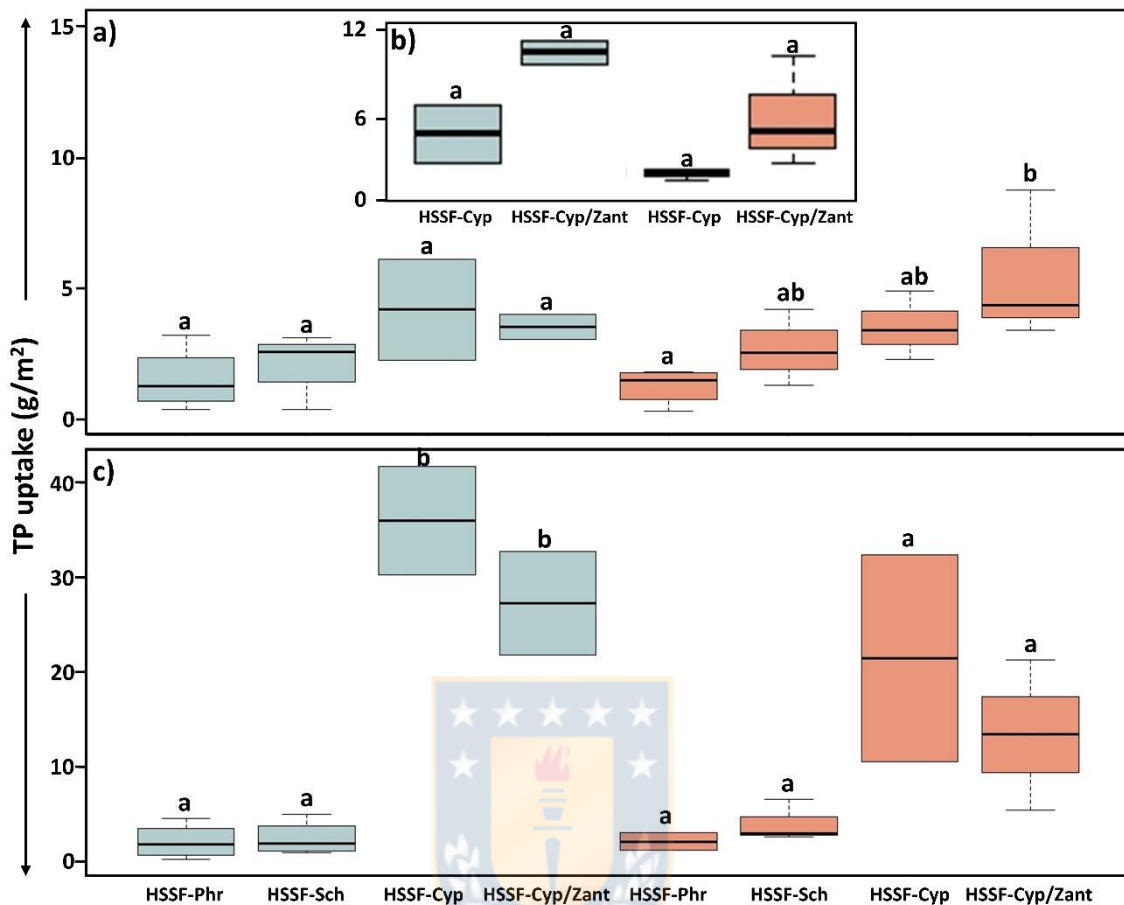 15
a)
10
5
0
b)
12
6
0
a
a
a
a
HSSF-Cyp HSSF-Cyp/Zant HSSF-Cyp HSSF-Cyp/Zant
a
a
a
a
a
ab
ab
b
TP uptake (g/m²)
c)
40
30
20
10
0
a
a
b
b
a
a
a
a
HSSF-Phr HSSF-Sch HSSF-Cyp HSSF-Cyp/Zant HSSF-Phr HSSF-Sch HSSF-Cyp HSSF-Cyp/Zant